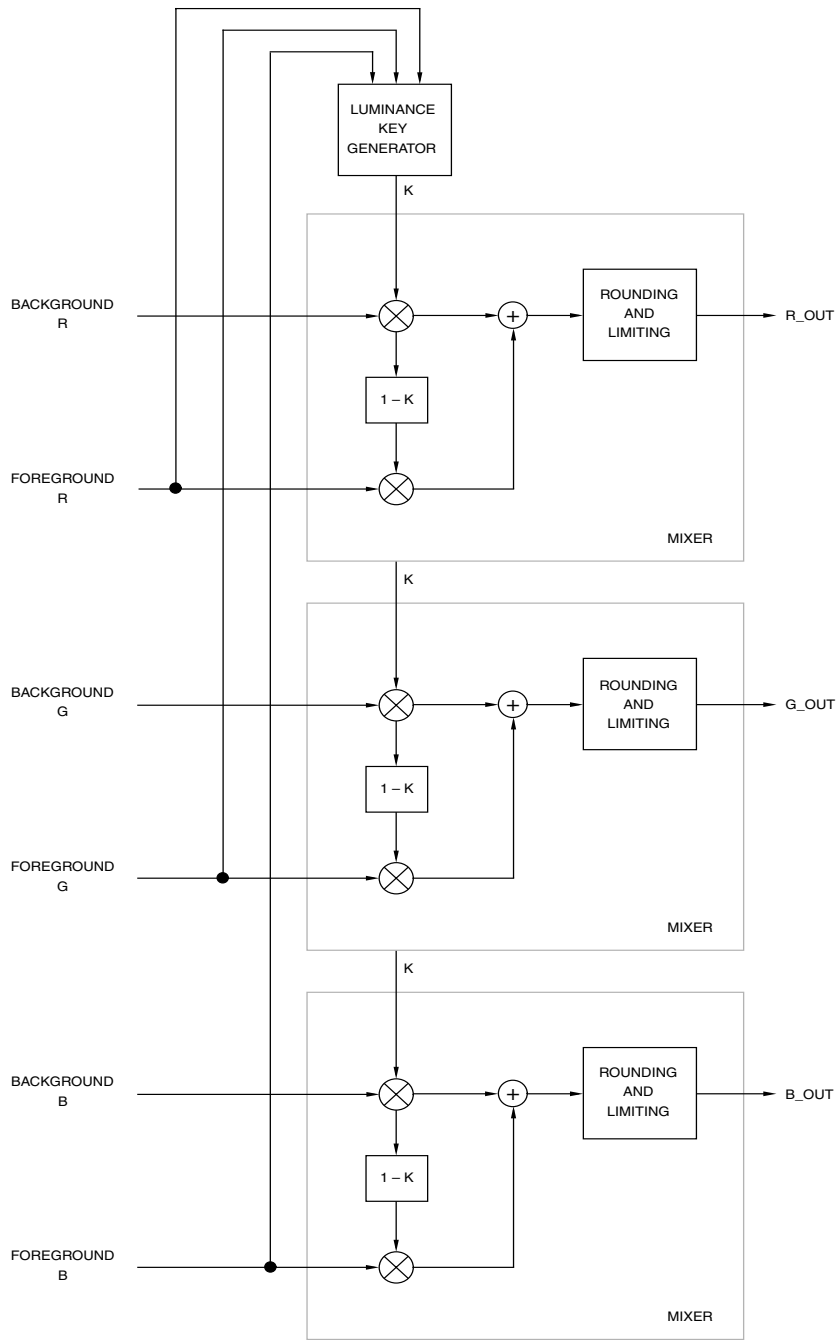 LUMINANCE
KEY
GENERATOR
K
BACKGROUND
R
ROUNDING
AND
LIMITING
R_OUT
1 – K
FOREGROUND
R
MIXER
K
BACKGROUND
G
ROUNDING
AND
LIMITING
G_OUT
1 – K
FOREGROUND
G
MIXER
K
BACKGROUND
B
ROUNDING
AND
LIMITING
B_OUT
1 – K
FOREGROUND
B
MIXER